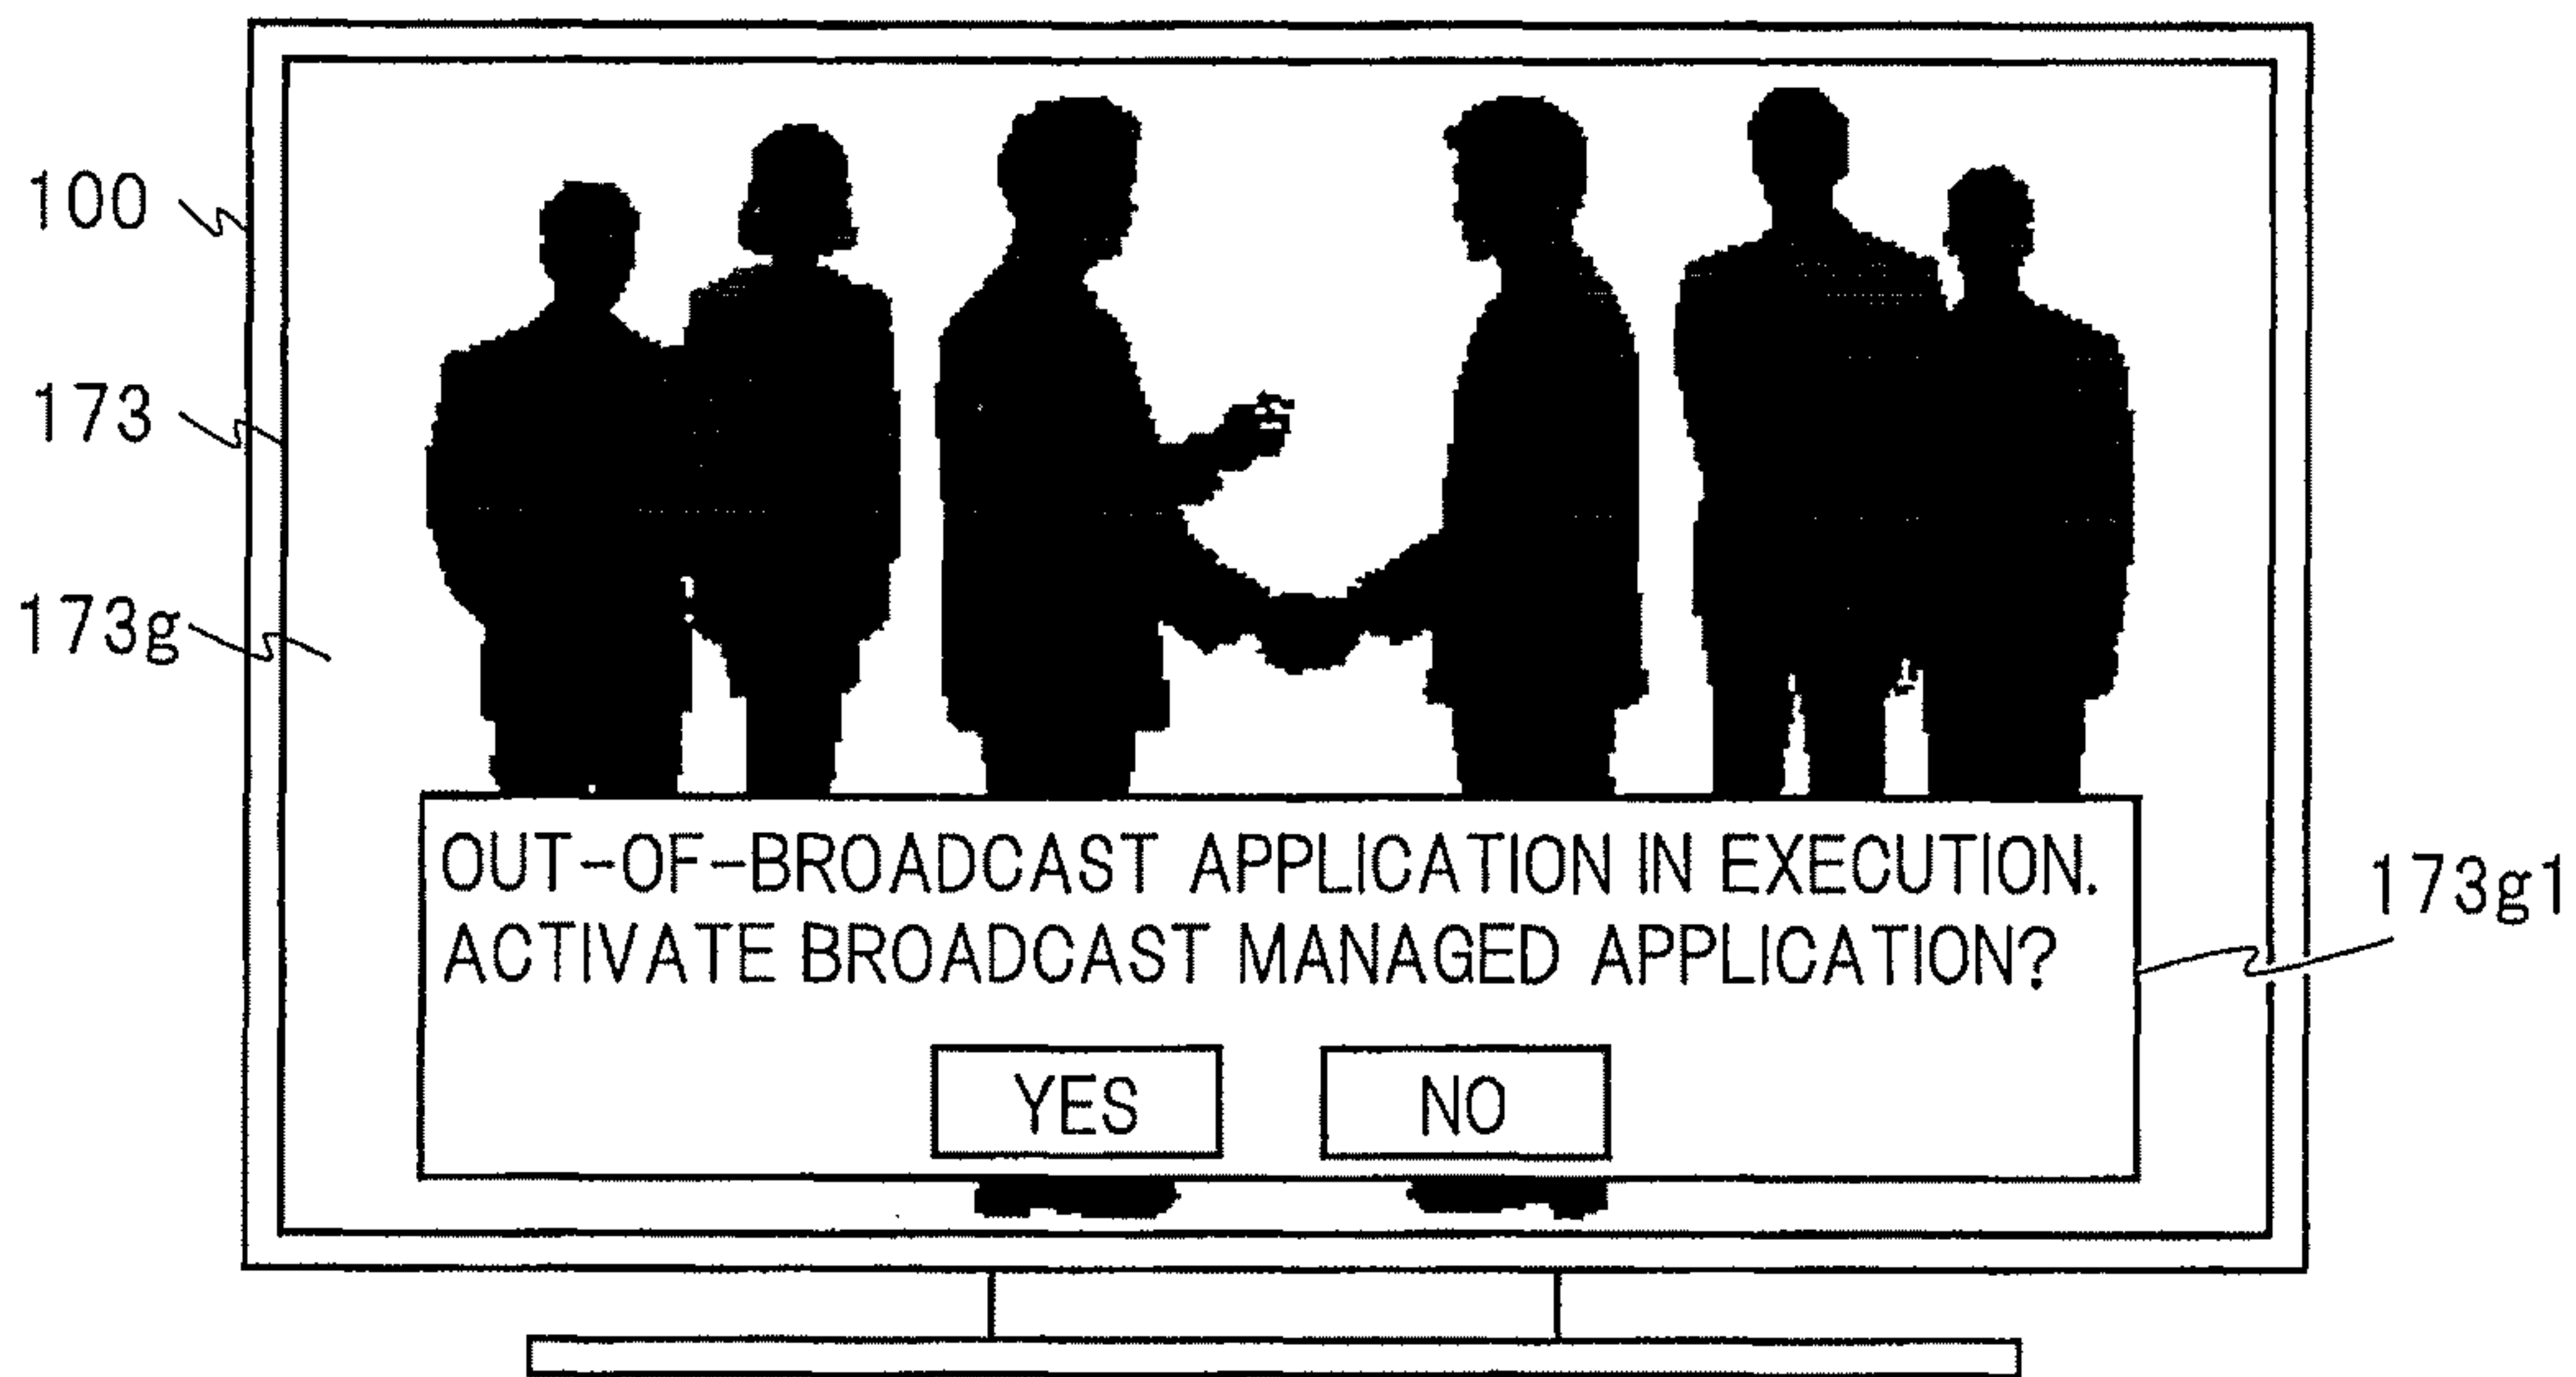 100
173
173g
OUT-OF-BROADCAST APPLICATION IN EXECUTION.
ACTIVATE BROADCAST MANAGED APPLICATION?
173g1
YES NO